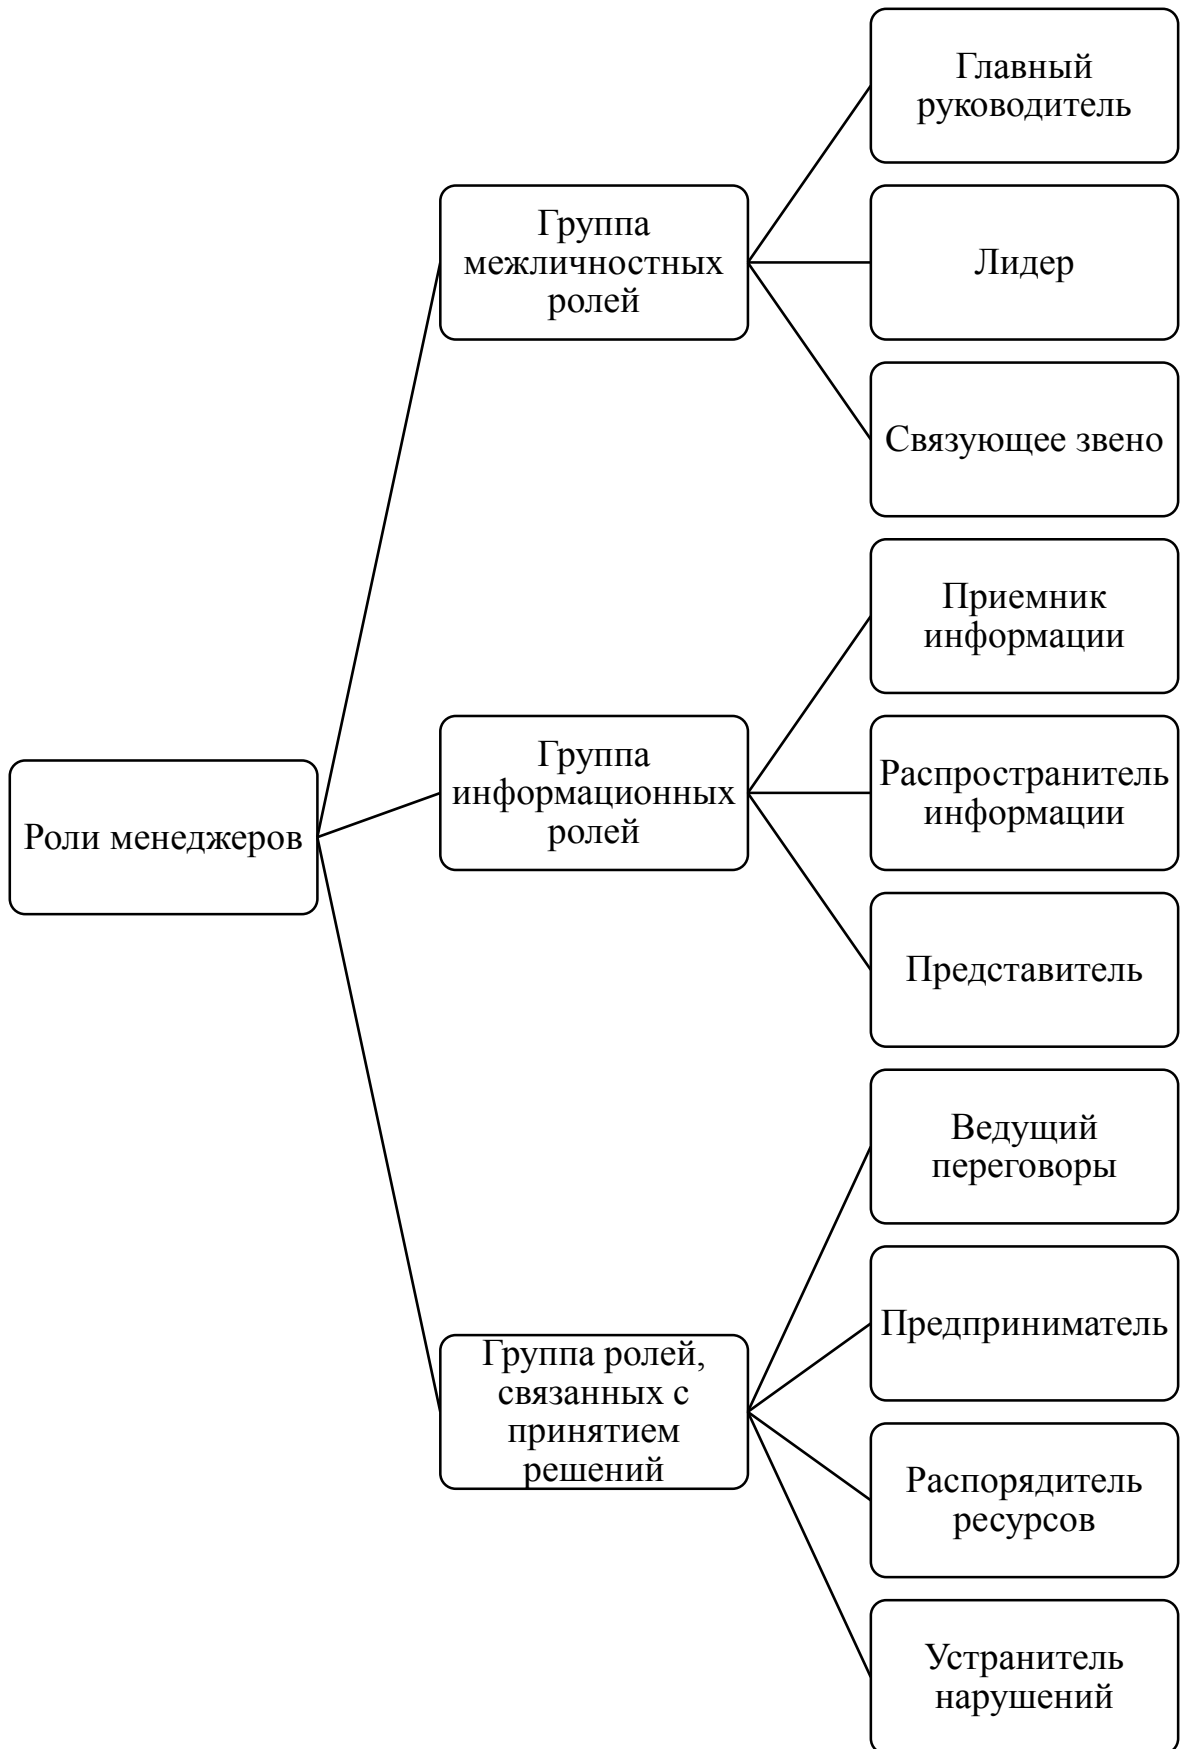 Роли менеджеров
Группа
межличностных
ролей
Главный
руководитель
Лидер
Связующее звено
Группа
информационных
ролей
Приемник
информации
Распространитель
информации
Представитель
Группа ролей,
связанных с
принятием
решений
Ведущий
переговоры
Предприниматель
Распорядитель
ресурсов
Устранитель
нарушений